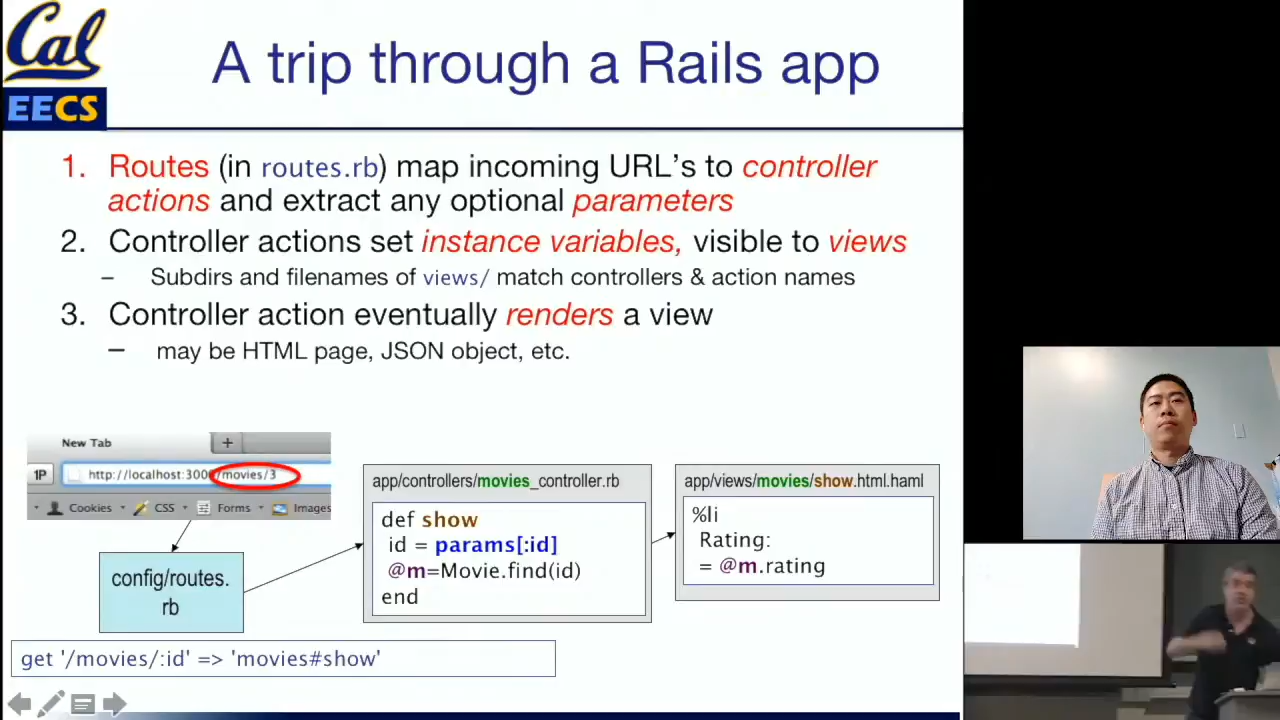 Cal
EECS
A trip through a Rails app
1. Routes (in routes.rb) map incoming URL's to controller
actions and extract any optional parameters
2. Controller actions set instance variables, visible to views
– Subdirs and filenames of views/ match controllers & action names
3. Controller action eventually renders a view
– may be HTML page, JSON object, etc.
New Tab +
1P http://localhost:3000/movies/3
Cookies CSS Forms Images
config/routes.
rb
get '/movies/:id' => 'movies#show'
app/controllers/movies_controller.rb
def show
id = params[:id]
@m=Movie.find(id)
end
app/views/movies/show.html.haml
%li
Rating:
= @m.rating